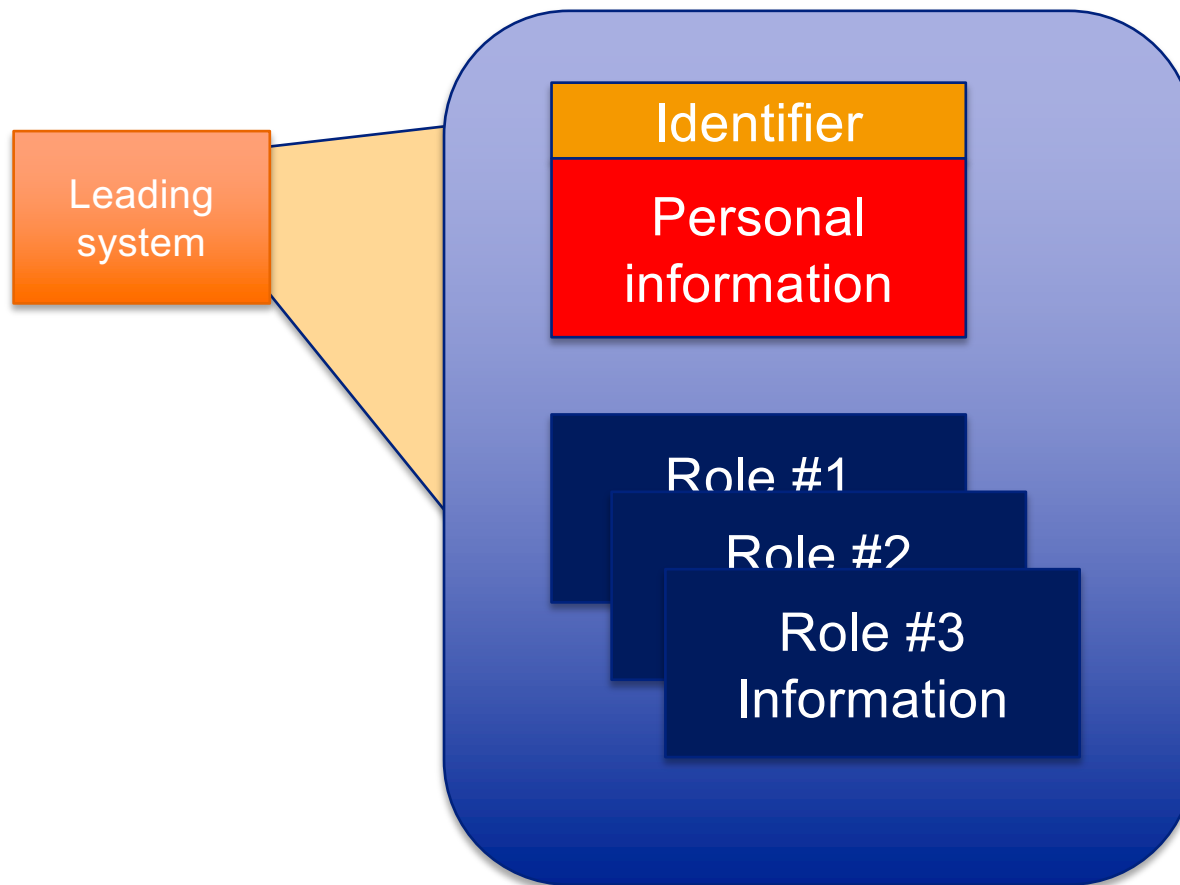 Leading
system
Identifier
Personal
information
Role #1
Role #2
Role #3
Information